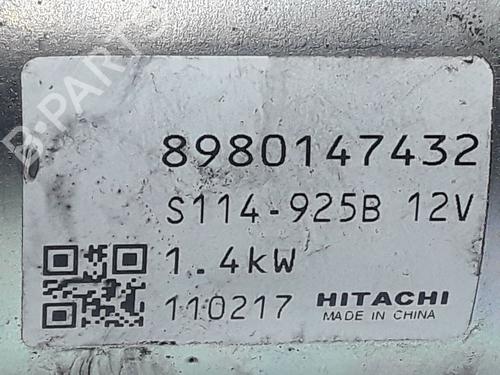 B-PARTS
8980147432
S114-925B 12V
1.4kW
110217 HITACHI
MADE IN CHINA